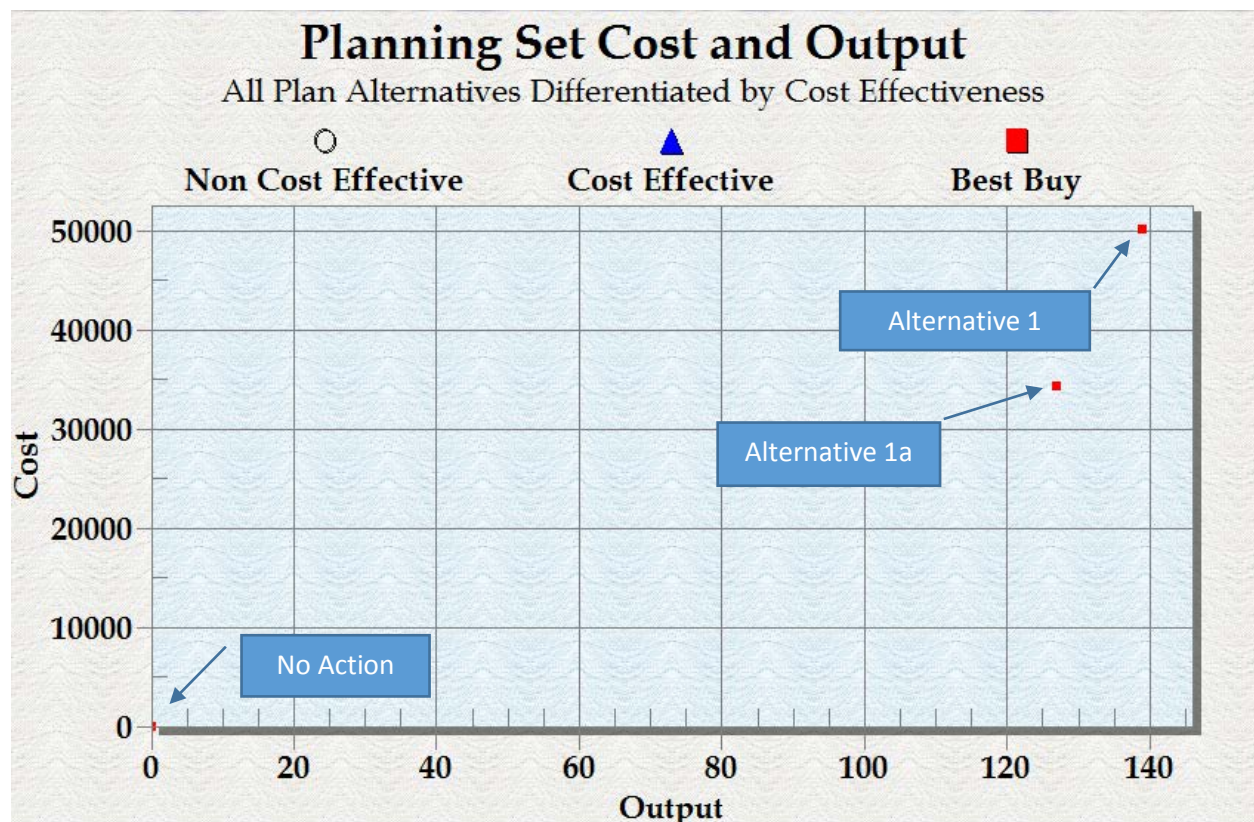 Planning Set Cost and Output
All Plan Alternatives Differentiated by Cost Effectiveness
Non Cost Effective Cost Effective Best Buy
50000
Alternative 1
40000
30000
Alternative 1a
Cost
20000
10000
No Action
0
0 20 40 60 80 100 120 140
Output